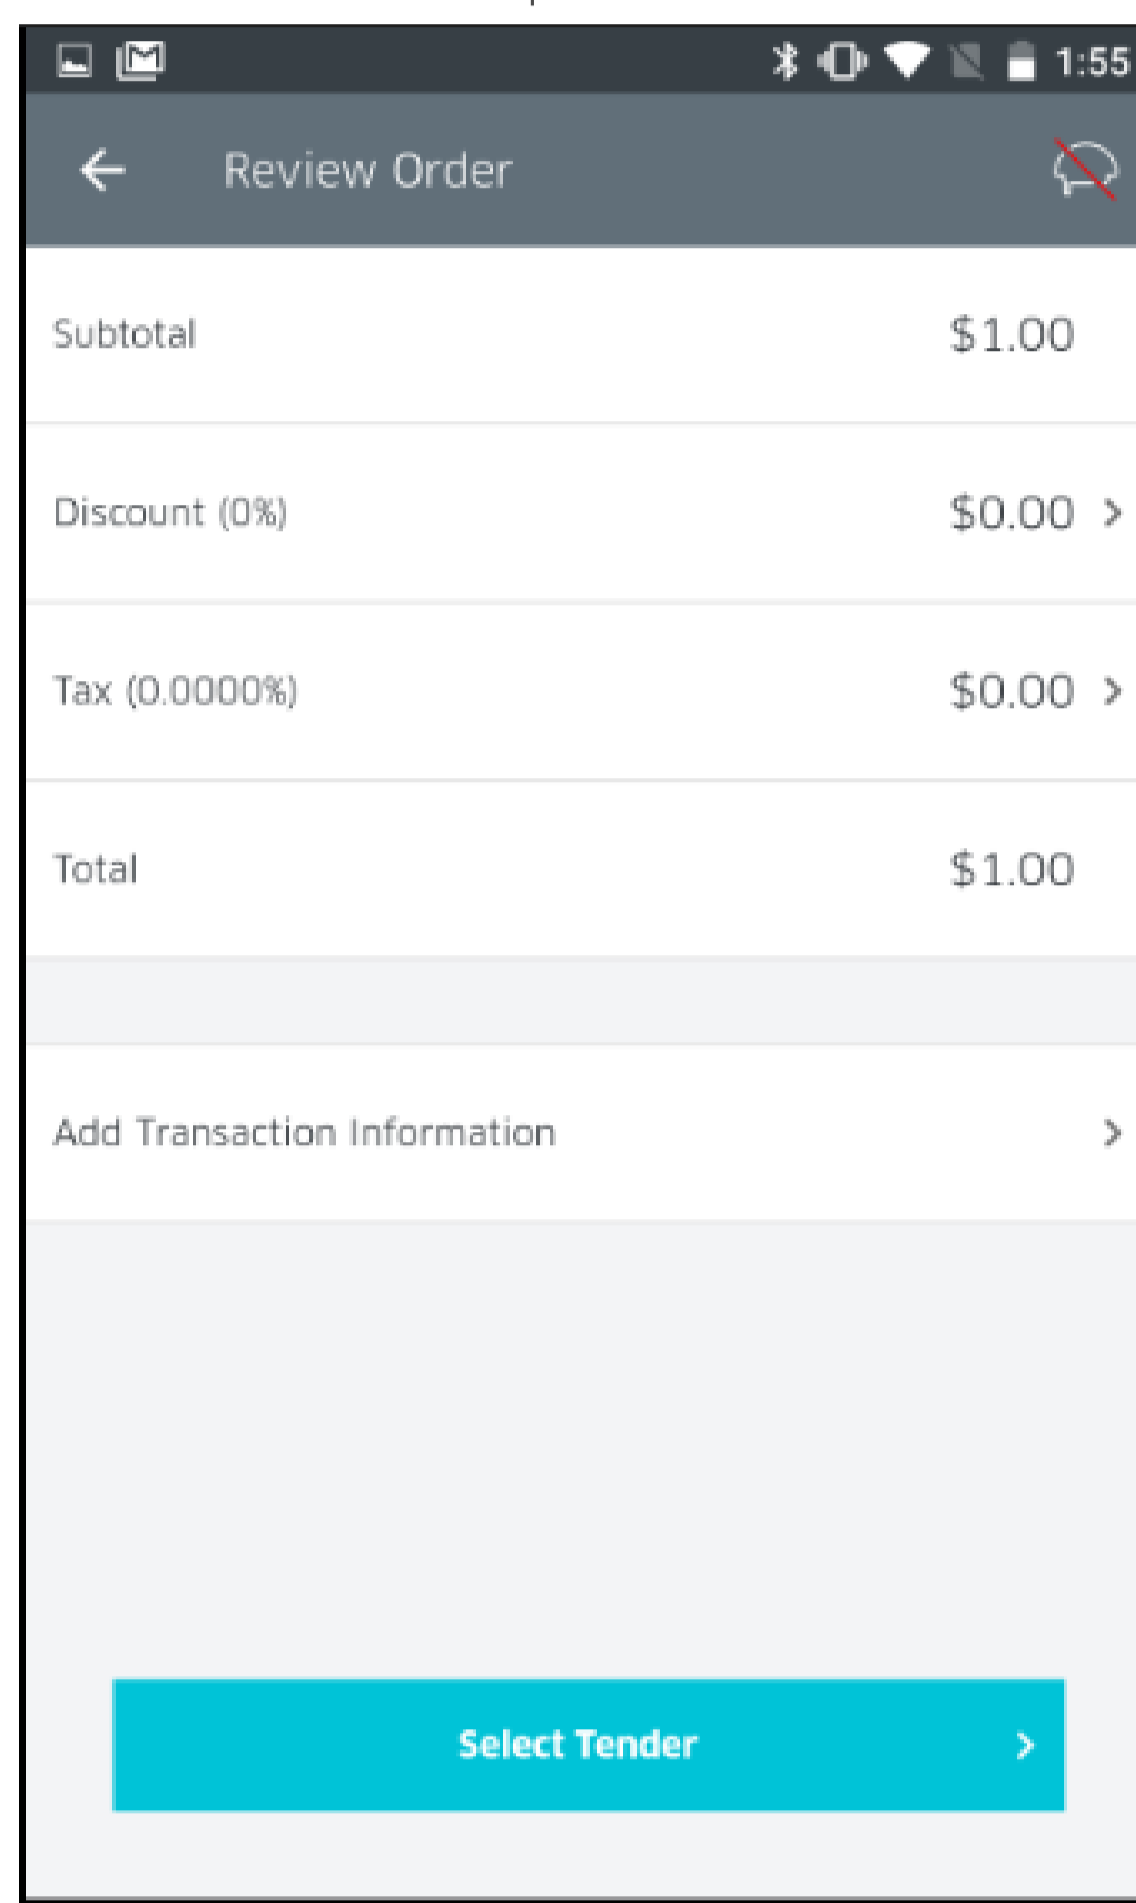 1:55
Review Order
Subtotal $1.00
Discount (0%) $0.00
Tax (0.0000%) $0.00
Total $1.00
Add Transaction Information
Select Tender